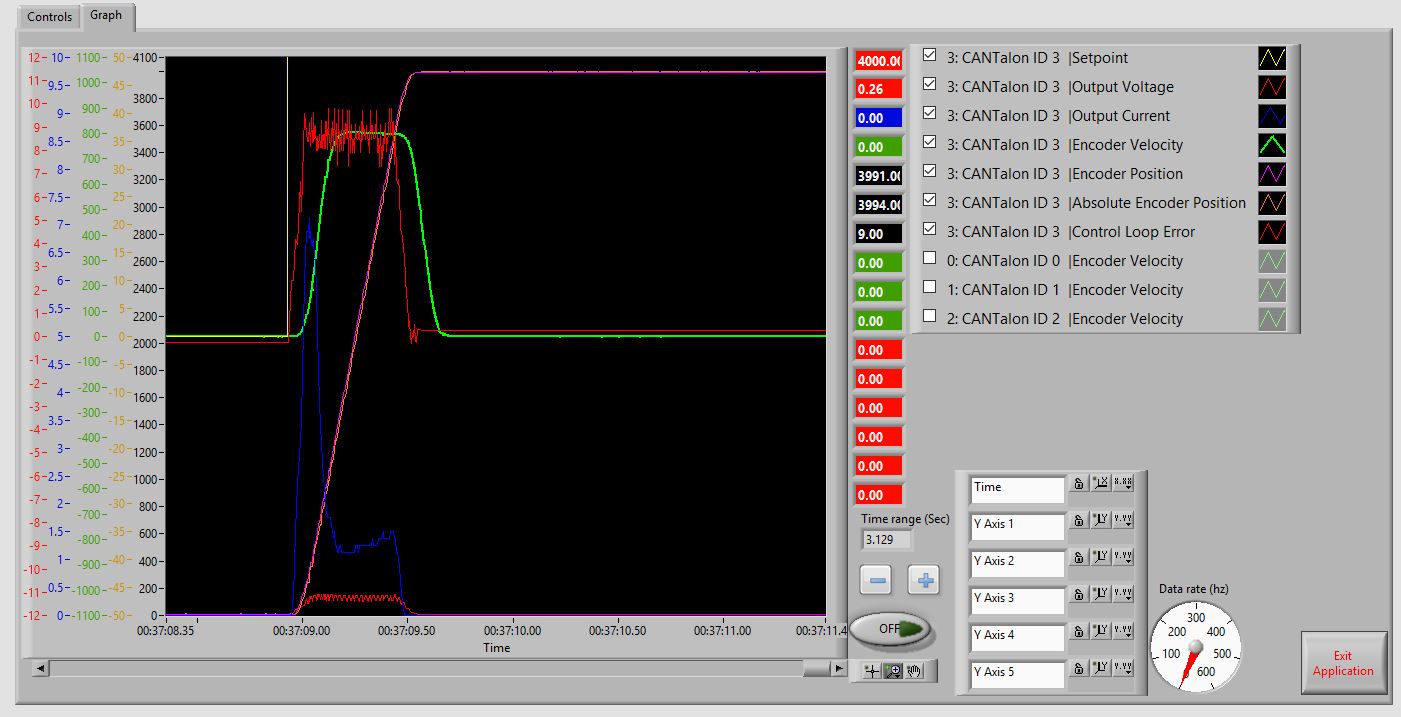 Controls
Graph
12 10 1100 50 4100
11 9.5 1000 45 3800
10 9 900 40 3600
9 8.5 800 35 3400
8 8 700 30 3200
7 7.5 600 25 3000
6 7 500 20 2800
5 6.5 400 15 2600
4 6 300 10 2400
3 5.5 200 5 2200
2 5 100 0 2000
1 4.5 0 -5 1800
0 4 -100 -10 1600
-1 3.5 -200 -15 1400
-2 3 -300 -20 1200
-3 2.5 -400 -25 1000
-4 2 -500 -30 800
-5 1.5 -600 -35 600
-6 1 -700 -40 400
-7 0.5 -800 -45 200
-8 0 -900 -50 0
-9 -1000
-10 -1100
-11
-12
00:37:08.35 00:37:09.00 00:37:09.50 00:37:10.00 00:37:10.50 00:37:11.00 00:37:11.4
Time
4000.00 3: CANTalon ID 3 |Setpoint
0.26 3: CANTalon ID 3 |Output Voltage
0.00 3: CANTalon ID 3 |Output Current
0.00 3: CANTalon ID 3 |Encoder Velocity
3991.00 3: CANTalon ID 3 |Encoder Position
3994.00 3: CANTalon ID 3 |Absolute Encoder Position
9.00 3: CANTalon ID 3 |Control Loop Error
0.00 0: CANTalon ID 0 |Encoder Velocity
0.00 1: CANTalon ID 1 |Encoder Velocity
0.00 2: CANTalon ID 2 |Encoder Velocity
0.00
0.00
0.00
0.00
0.00
0.00
Time range (Sec)
3.129
OFF
Time
Y Axis 1
Y Axis 2
Y Axis 3
Y Axis 4
Y Axis 5
Data rate (hz)
100 200 300 400 500 600
Exit
Application